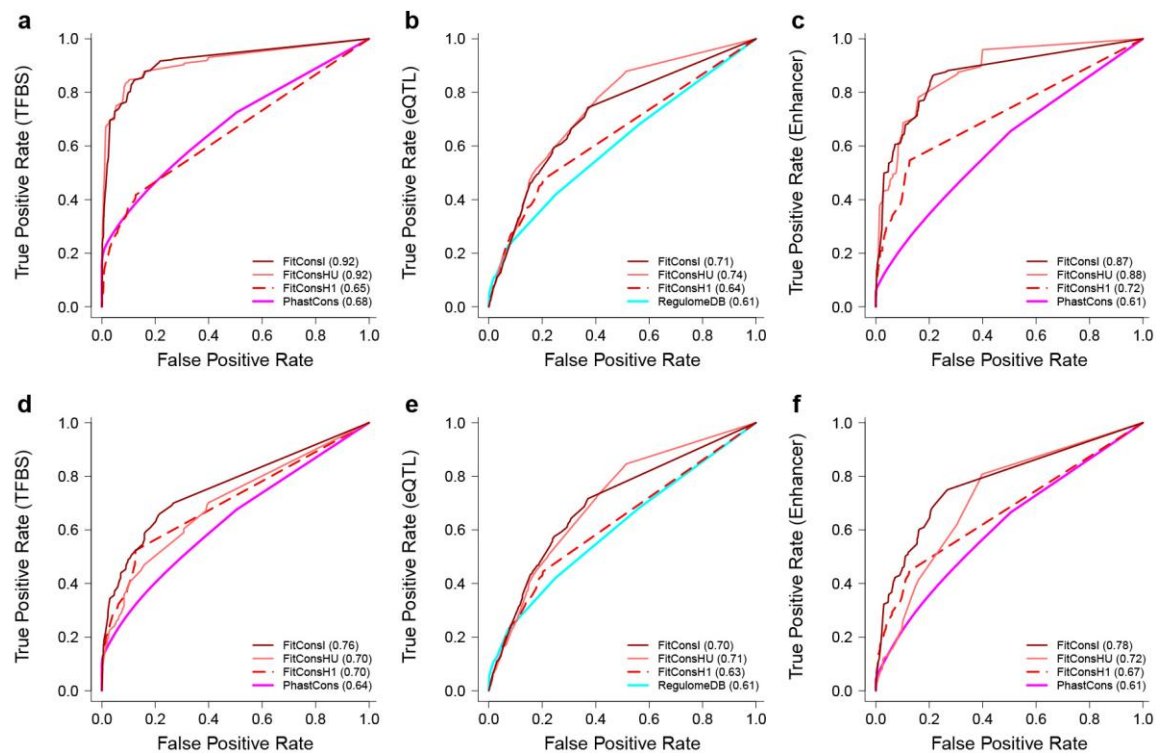 a
True Positive Rate (TFBS)
1.0
0.8
0.6
0.4
0.2
0.0
FitConsI (0.92)
FitConsHU (0.92)
FitConsH1 (0.65)
PhastCons (0.68)
0.0 0.2 0.4 0.6 0.8 1.0
False Positive Rate
b
True Positive Rate (eQTL)
1.0
0.8
0.6
0.4
0.2
0.0
FitConsI (0.71)
FitConsHU (0.74)
FitConsH1 (0.64)
RegulomeDB (0.61)
0.0 0.2 0.4 0.6 0.8 1.0
False Positive Rate
c
True Positive Rate (Enhancer)
1.0
0.8
0.6
0.4
0.2
0.0
FitConsI (0.87)
FitConsHU (0.88)
FitConsH1 (0.72)
PhastCons (0.61)
0.0 0.2 0.4 0.6 0.8 1.0
False Positive Rate
d
True Positive Rate (TFBS)
1.0
0.8
0.6
0.4
0.2
0.0
FitConsI (0.76)
FitConsHU (0.70)
FitConsH1 (0.70)
PhastCons (0.64)
0.0 0.2 0.4 0.6 0.8 1.0
False Positive Rate
e
True Positive Rate (eQTL)
1.0
0.8
0.6
0.4
0.2
0.0
FitConsI (0.70)
FitConsHU (0.71)
FitConsH1 (0.63)
RegulomeDB (0.61)
0.0 0.2 0.4 0.6 0.8 1.0
False Positive Rate
f
True Positive Rate (Enhancer)
1.0
0.8
0.6
0.4
0.2
0.0
FitConsI (0.78)
FitConsHU (0.72)
FitConsH1 (0.67)
PhastCons (0.61)
0.0 0.2 0.4 0.6 0.8 1.0
False Positive Rate